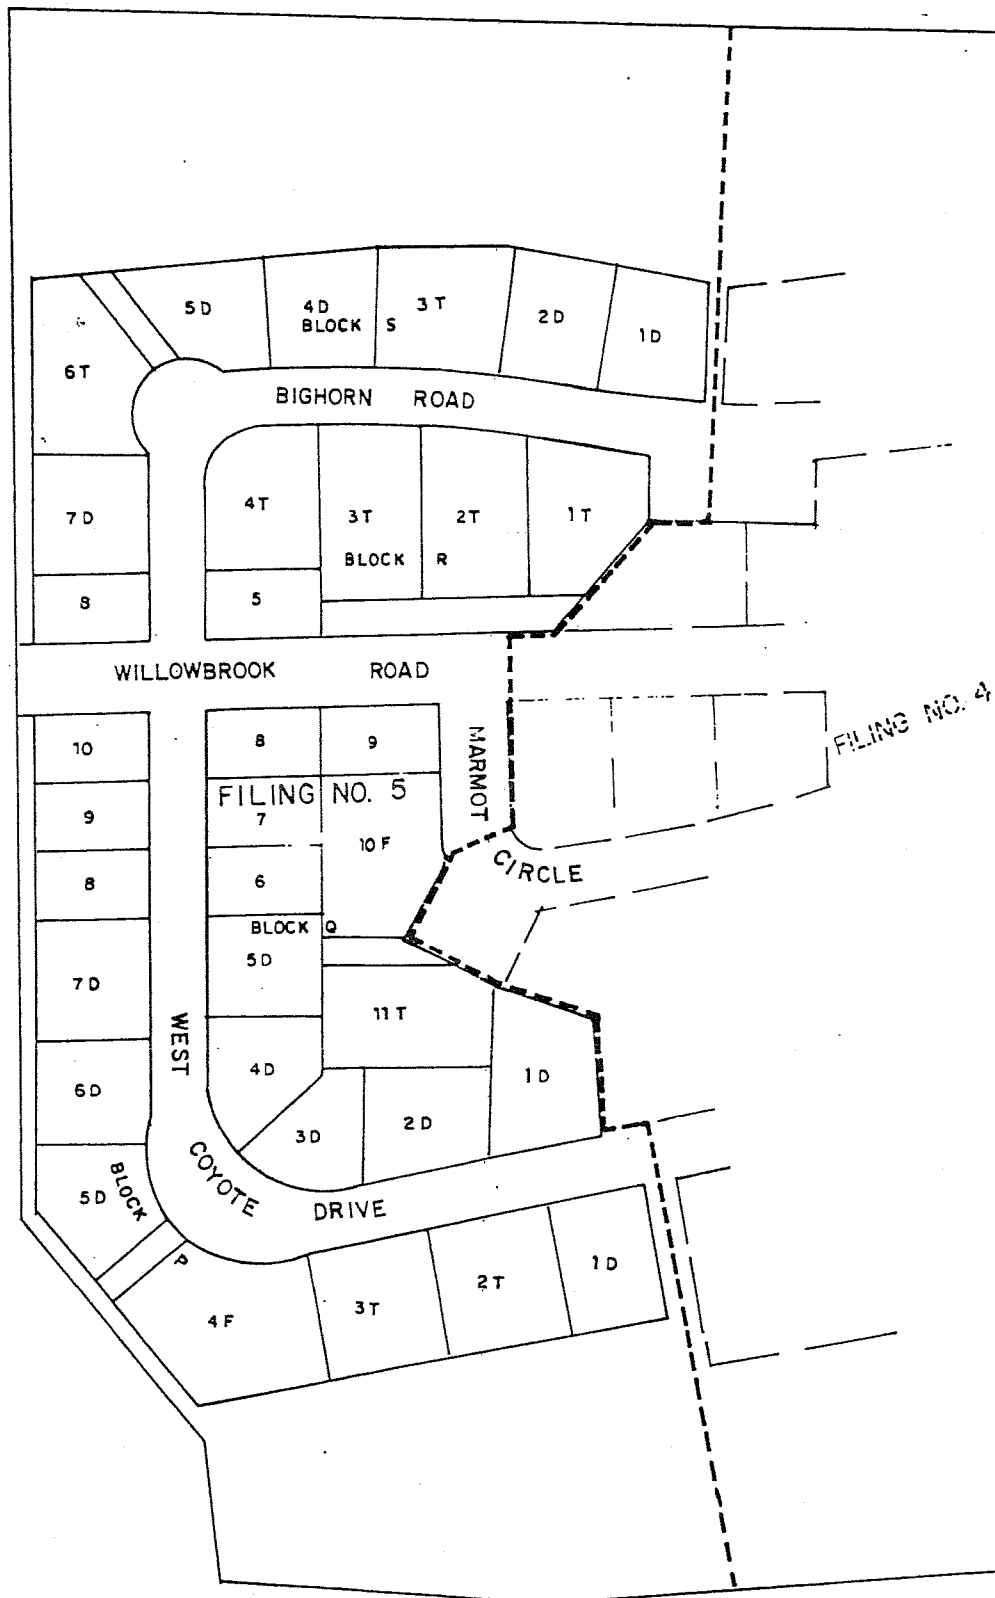 5D
4D
BLOCK S
3T
2D
1D
6T
BIGHORN ROAD
7D
4T
3T
2T
1T
BLOCK R
8
5
WILLOWBROOK ROAD
10
8
9
MARMOT
FILING NO. 4
FILING NO. 5
9
7
10F
CIRCLE
8
6
BLOCK Q
5D
7D
11T
WEST
4D
1D
6D
3D
2D
COYOTE
DRIVE
5D
BLOCK
P
1D
2T
3T
4F